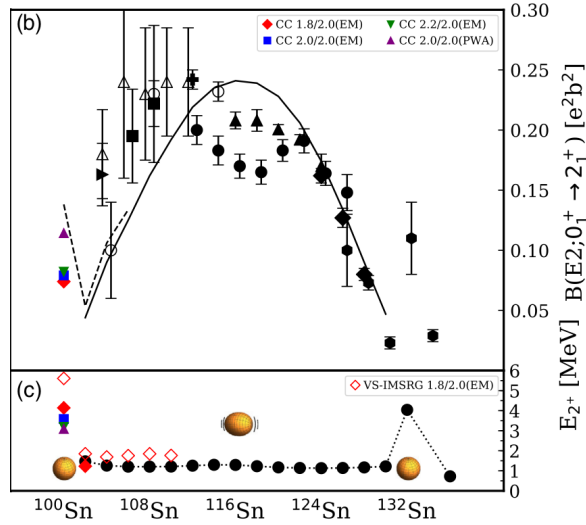 (b)
CC 1.8/2.0(EM) CC 2.2/2.0(EM)
CC 2.0/2.0(EM) CC 2.0/2.0(PWA)
0.30
0.25
0.20
0.15
0.10
0.05
B(E2;0₁⁺ → 2₁⁺) [e²b²]
(c)
VS-IMSRG 1.8/2.0(EM)
6
5
4
3
2
1
0
E₂⁺ [MeV]
¹⁰⁰Sn ¹⁰⁸Sn ¹¹⁶Sn ¹²⁴Sn ¹³²Sn